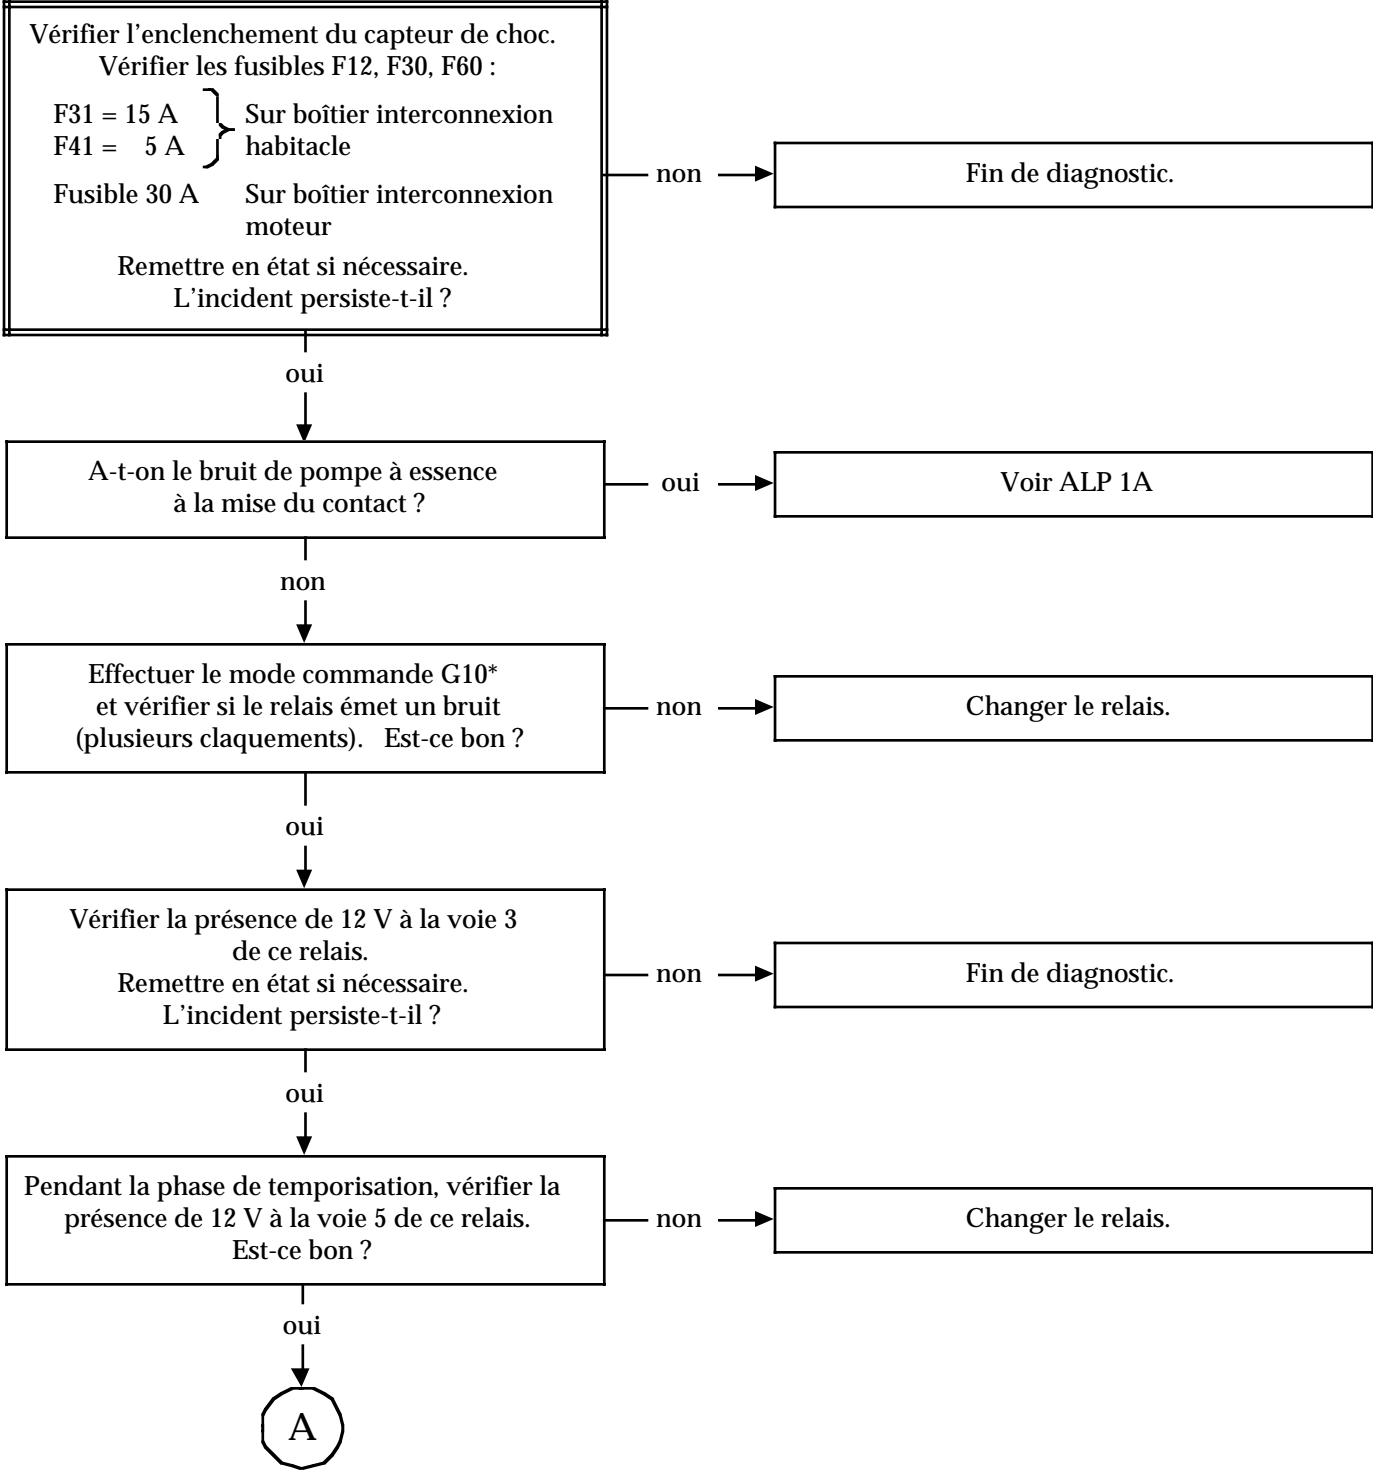 Vérifier l'enclenchement du capteur de choc.
Vérifier les fusibles F12, F30, F60 :
F31 = 15 A Sur boîtier interconnexion
F41 = 5 A habitacle
Fusible 30 A Sur boîtier interconnexion
moteur
Remettre en état si nécessaire.
L'incident persiste-t-il ?
non
Fin de diagnostic.
oui
A-t-on le bruit de pompe à essence
à la mise du contact ?
oui
Voir ALP 1A
non
Effectuer le mode commande G10*
et vérifier si le relais émet un bruit
(plusieurs claquements). Est-ce bon ?
non
Changer le relais.
oui
Vérifier la présence de 12 V à la voie 3
de ce relais.
Remettre en état si nécessaire.
L'incident persiste-t-il ?
non
Fin de diagnostic.
oui
Pendant la phase de temporisation, vérifier la
présence de 12 V à la voie 5 de ce relais.
Est-ce bon ?
non
Changer le relais.
oui
A